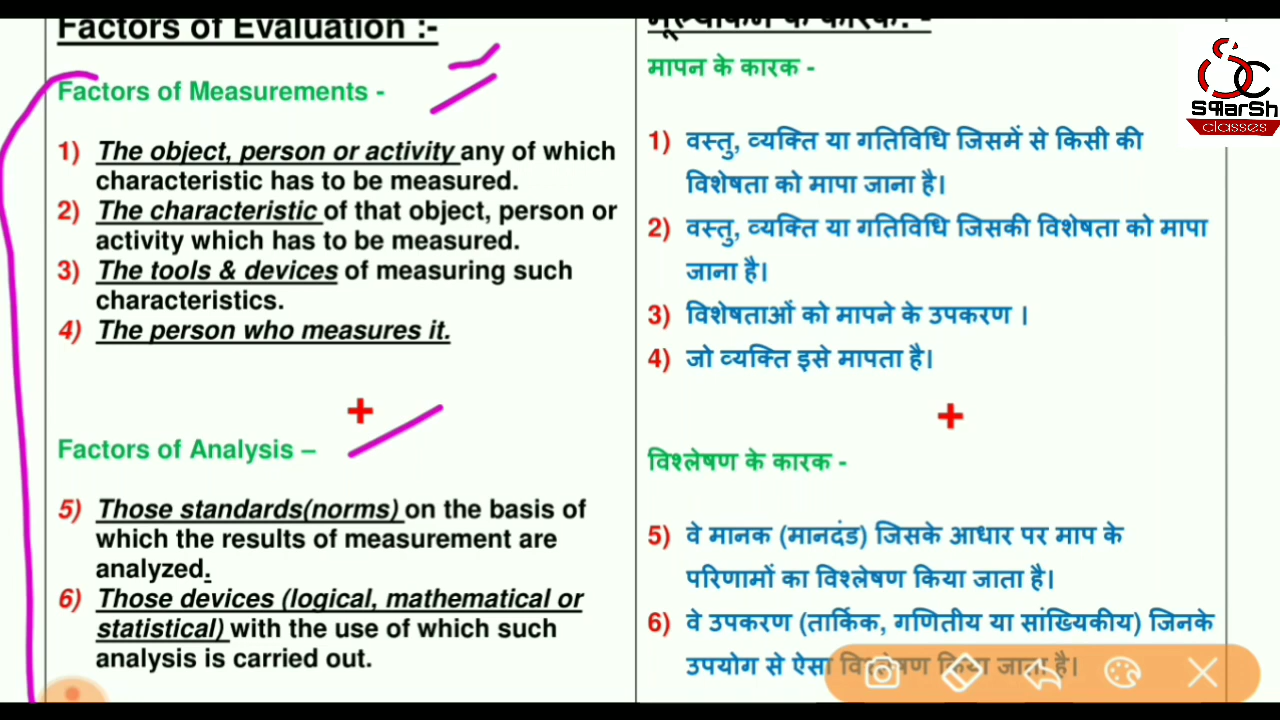 Factors of Evaluation :-
Factors of Measurements -
1) The object, person or activity any of which
characteristic has to be measured.
2) The characteristic of that object, person or
activity which has to be measured.
3) The tools & devices of measuring such
characteristics.
4) The person who measures it.
+
Factors of Analysis –
5) Those standards(norms) on the basis of
which the results of measurement are
analyzed.
6) Those devices (logical, mathematical or
statistical) with the use of which such
analysis is carried out.
मूल्यांकन के कारक: -
मापन के कारक -
1) वस्तु, व्यक्ति या गतिविधि जिसमें से किसी की
विशेषता को मापा जाना है।
2) वस्तु, व्यक्ति या गतिविधि जिसकी विशेषता को मापा
जाना है।
3) विशेषताओं को मापने के उपकरण ।
4) जो व्यक्ति इसे मापता है।
+
विश्लेषण के कारक -
5) वे मानक (मानदंड) जिसके आधार पर माप के
परिणामों का विश्लेषण किया जाता है।
6) वे उपकरण (तार्किक, गणितीय या सांख्यिकीय) जिनके
उपयोग से ऐसा विश्लेषण किया जाता है।
SपarSh
classes